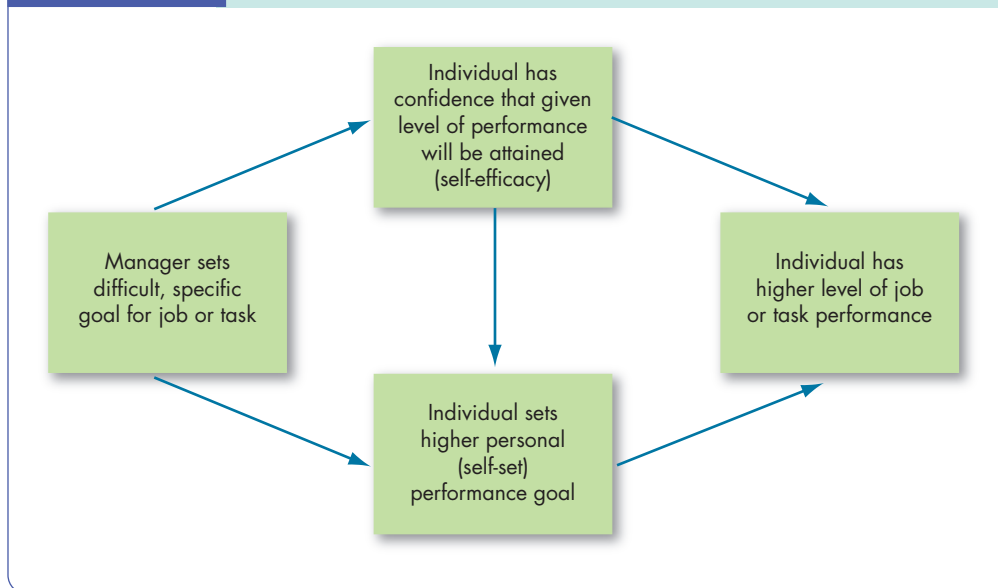 Individual has
confidence that given
level of performance
will be attained
(self-efficacy)
Manager sets
difficult, specific
goal for job or task
Individual has
higher level of job
or task performance
Individual sets
higher personal
(self-set)
performance goal